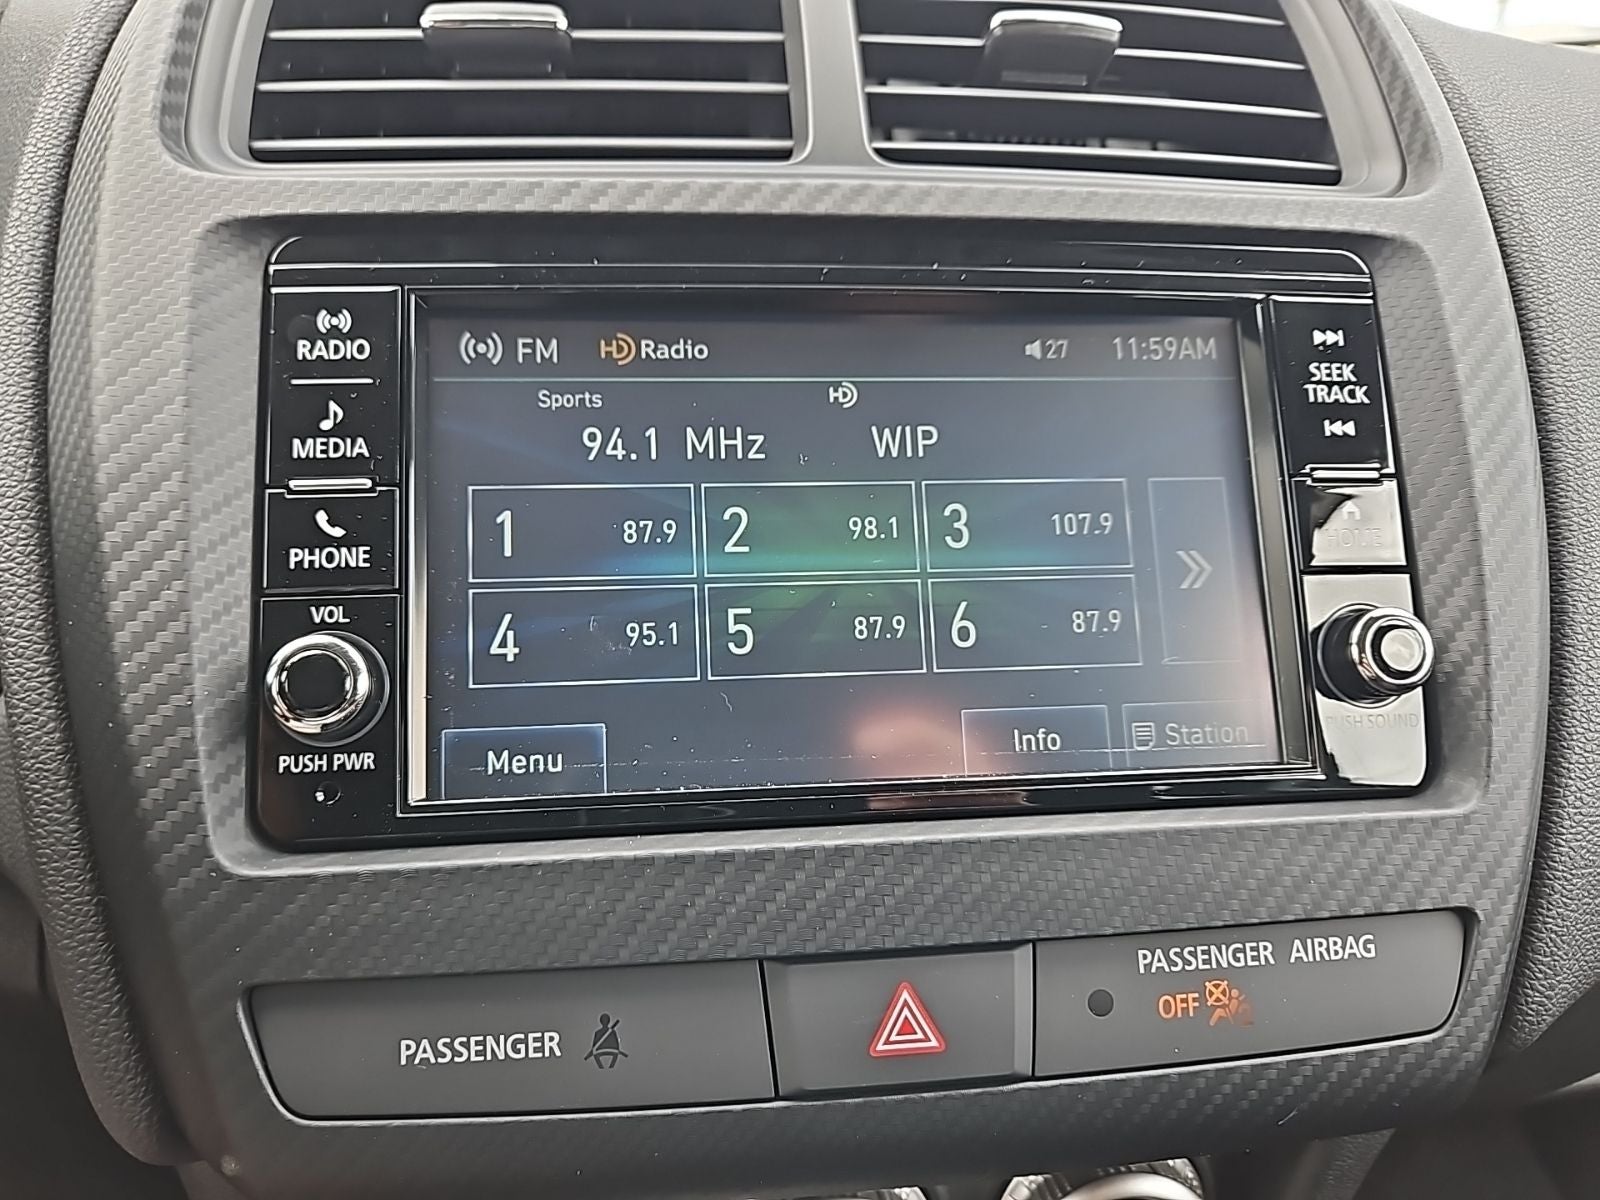 RADIO
MEDIA
PHONE
VOL
PUSH PWR
FM HD Radio 27 11:59AM
Sports HD
94.1 MHz WIP
1 87.9 2 98.1 3 107.9
4 95.1 5 87.9 6 87.9
Menu Info Station
SEEK
TRACK
HOME
PUSH SOUND
PASSENGER
PASSENGER AIRBAG
OFF